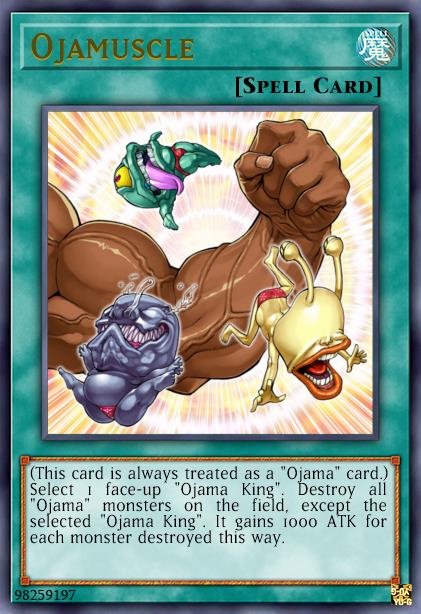 Ojamuscle
SPELL
魔
[Spell Card]
(This card is always treated as a "Ojama" card.)
Select 1 face-up "Ojama King". Destroy all
"Ojama" monsters on the field, except the
selected "Ojama King". It gains 1000 ATK for
each monster destroyed this way.
98259197